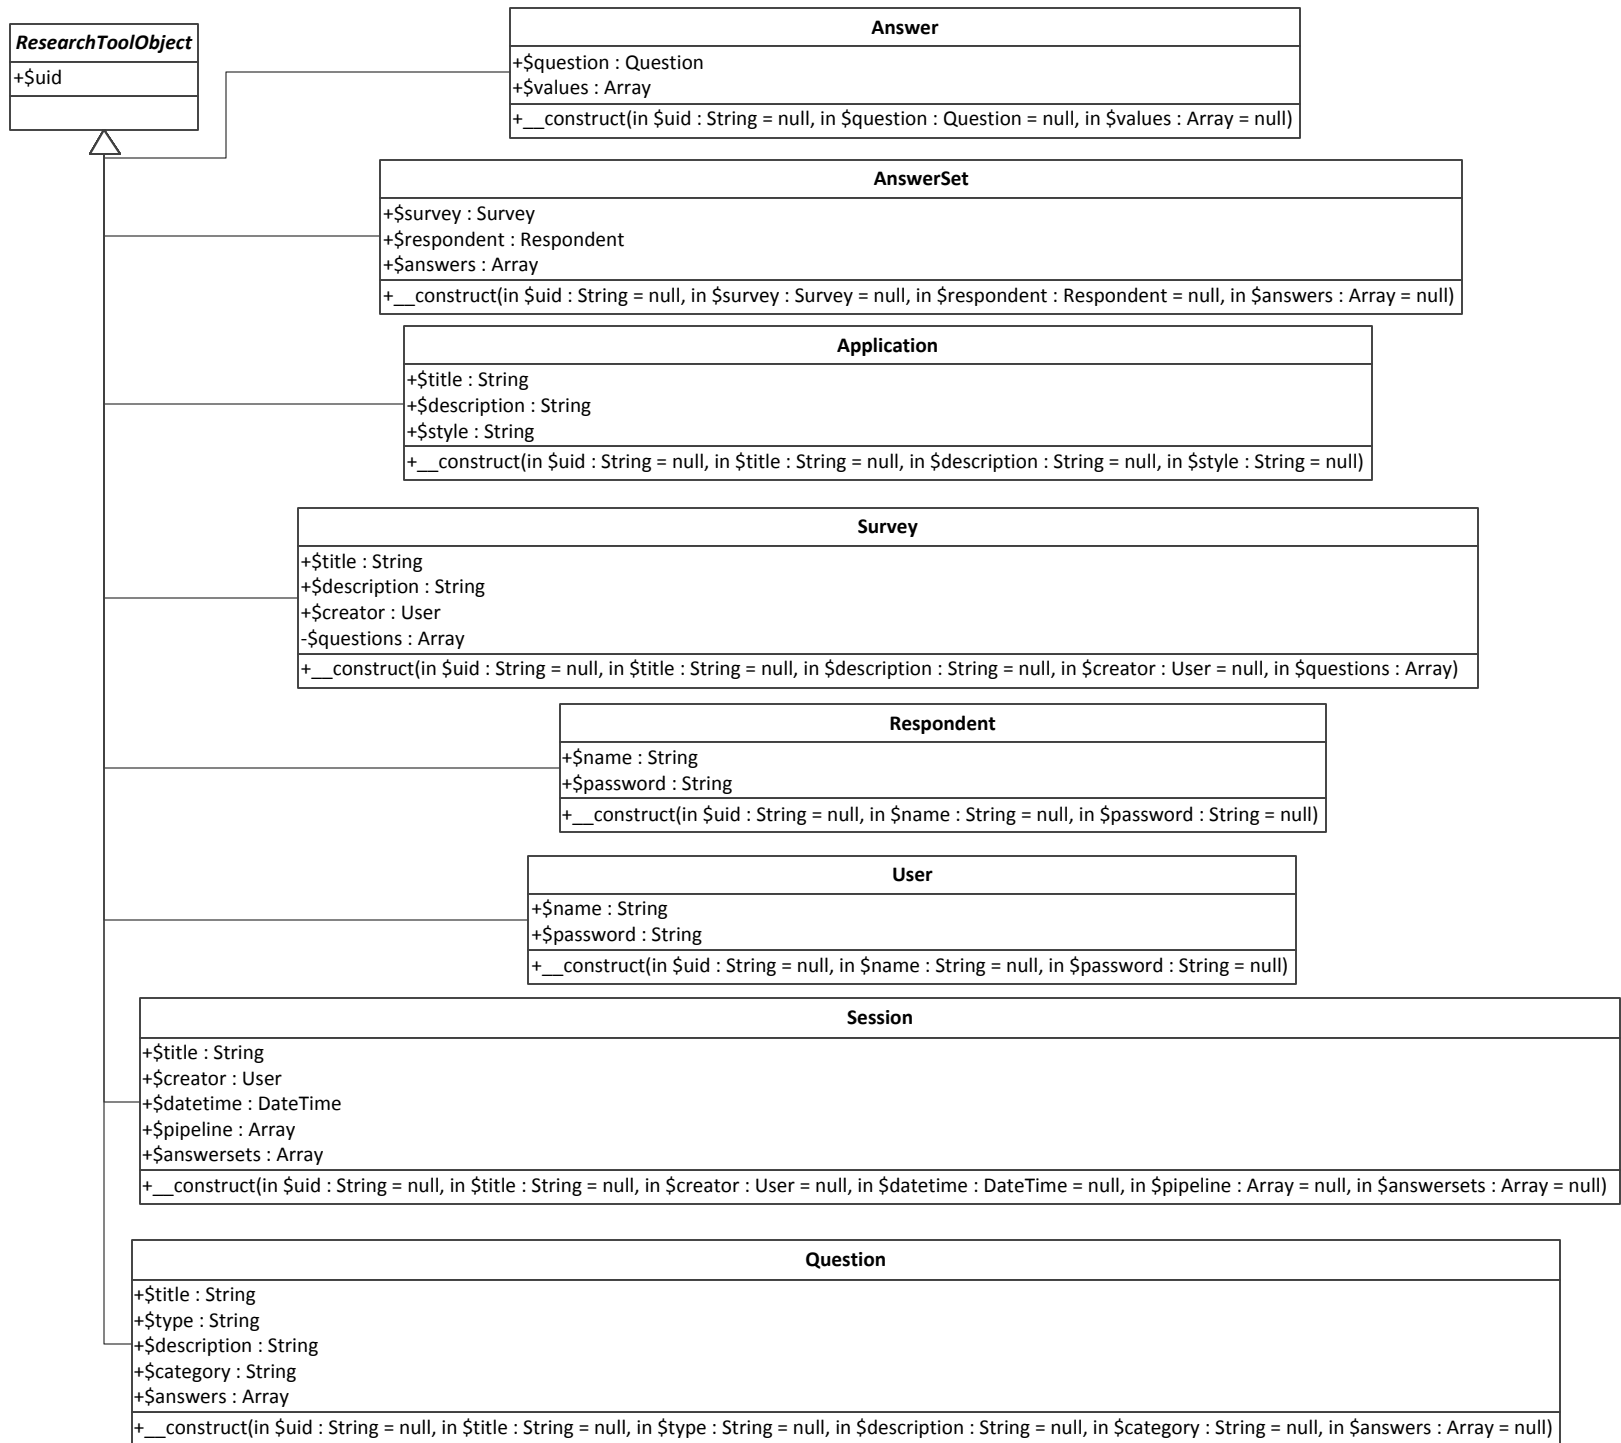 ResearchToolObject
+$uid
Answer
+$question : Question
+$values : Array
+__construct(in $uid : String = null, in $question : Question = null, in $values : Array = null)
AnswerSet
+$survey : Survey
+$respondent : Respondent
+$answers : Array
+__construct(in $uid : String = null, in $survey : Survey = null, in $respondent : Respondent = null, in $answers : Array = null)
Application
+$title : String
+$description : String
+$style : String
+__construct(in $uid : String = null, in $title : String = null, in $description : String = null, in $style : String = null)
Survey
+$title : String
+$description : String
+$creator : User
-$questions : Array
+__construct(in $uid : String = null, in $title : String = null, in $description : String = null, in $creator : User = null, in $questions : Array)
Respondent
+$name : String
+$password : String
+__construct(in $uid : String = null, in $name : String = null, in $password : String = null)
User
+$name : String
+$password : String
+__construct(in $uid : String = null, in $name : String = null, in $password : String = null)
Session
+$title : String
+$creator : User
+$datetime : DateTime
+$pipeline : Array
+$answersets : Array
+__construct(in $uid : String = null, in $title : String = null, in $creator : User = null, in $datetime : DateTime = null, in $pipeline : Array = null, in $answersets : Array = null)
Question
+$title : String
+$type : String
+$description : String
+$category : String
+$answers : Array
+__construct(in $uid : String = null, in $title : String = null, in $type : String = null, in $description : String = null, in $category : String = null, in $answers : Array = null)